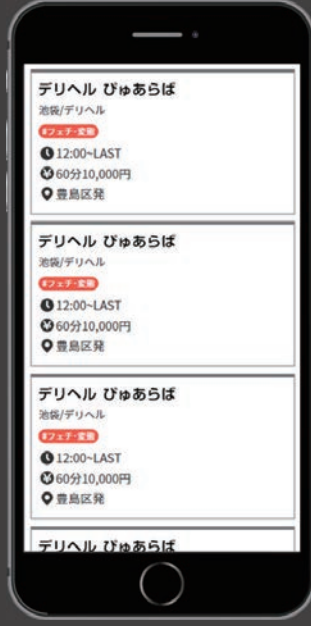 デリヘル ぴゅあらば
池袋/デリヘル
#フェチ・変態
12:00~LAST
60分10,000円
豊島区発
デリヘル ぴゅあらば
池袋/デリヘル
#フェチ・変態
12:00~LAST
60分10,000円
豊島区発
デリヘル ぴゅあらば
池袋/デリヘル
#フェチ・変態
12:00~LAST
60分10,000円
豊島区発
デリヘル ぴゅあらば